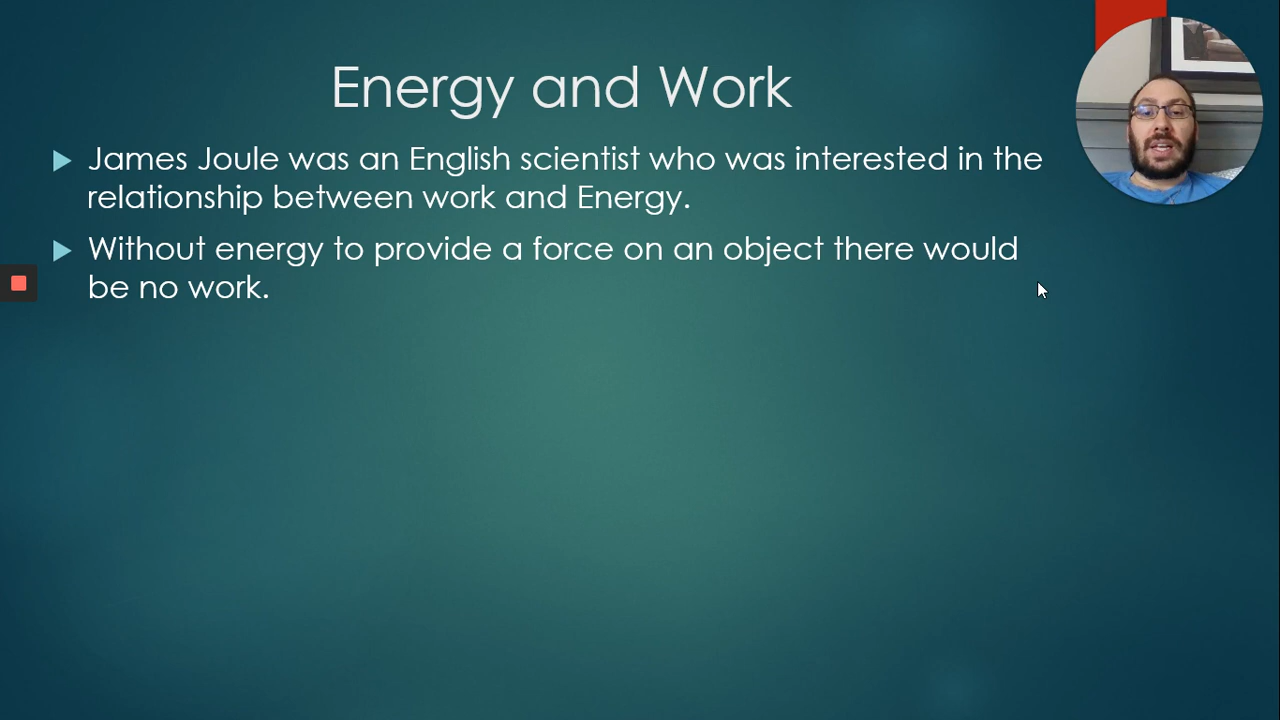 Energy and Work
James Joule was an English scientist who was interested in the
relationship between work and Energy.
Without energy to provide a force on an object there would
be no work.